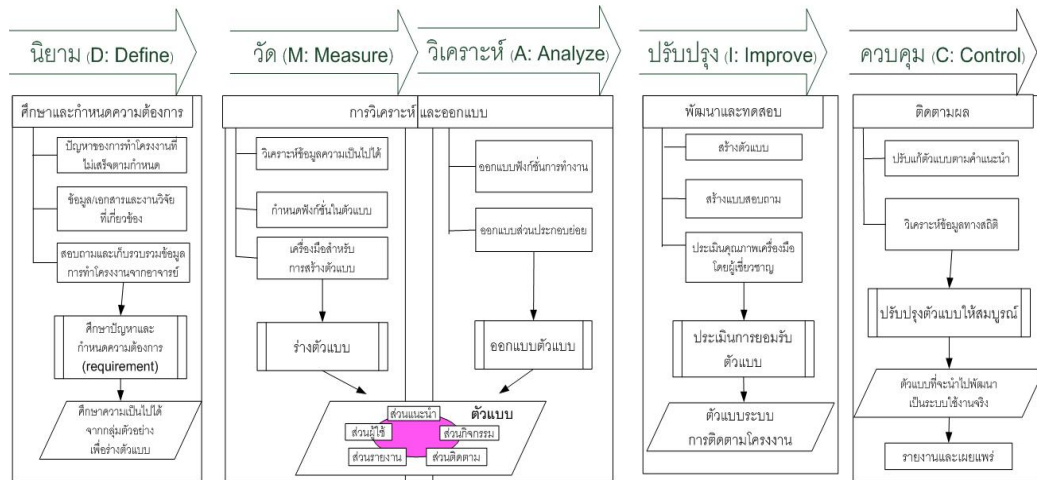 นิยาม (D: Define)
วัด (M: Measure)
วิเคราะห์ (A: Analyze)
ปรับปรุง (I: Improve)
ควบคุม (C: Control)
ศึกษาและกำหนดความต้องการ
ปัญหาของการทำโครงงานที่
ไม่เสร็จตามกำหนด
ข้อมูล/เอกสารและงานวิจัย
ที่เกี่ยวข้อง
สอบถามและเก็บรวบรวมข้อมูล
การทำโครงงานจากอาจารย์
ศึกษาปัญหาและ
กำหนดความต้องการ
(requirement)
ศึกษาความเป็นไปได้
จากกลุ่มตัวอย่าง
เพื่อร่างตัวแบบ
การวิเคราะห์ และออกแบบ
วิเคราะห์ข้อมูลความเป็นไปได้
กำหนดฟังก์ชั่นในตัวแบบ
เครื่องมือสำหรับ
การสร้างตัวแบบ
ร่างตัวแบบ
ออกแบบฟังก์ชั่นการทำงาน
ออกแบบส่วนประกอบย่อย
ออกแบบตัวแบบ
ตัวแบบ
ส่วนแนะนำ
ส่วนผู้ใช้
ส่วนกิจกรรม
ส่วนรายงาน
ส่วนติดตาม
พัฒนาและทดสอบ
สร้างตัวแบบ
สร้างแบบสอบถาม
ประเมินคุณภาพเครื่องมือ
โดยผู้เชี่ยวชาญ
ประเมินการยอมรับ
ตัวแบบ
ตัวแบบระบบ
การติดตามโครงงาน
ติดตามผล
ปรับแก้ตัวแบบตามคำแนะนำ
วิเคราะห์ข้อมูลทางสถิติ
ปรับปรุงตัวแบบให้สมบูรณ์
ตัวแบบที่จะนำไปพัฒนา
เป็นระบบใช้งานจริง
รายงานและเผยแพร่